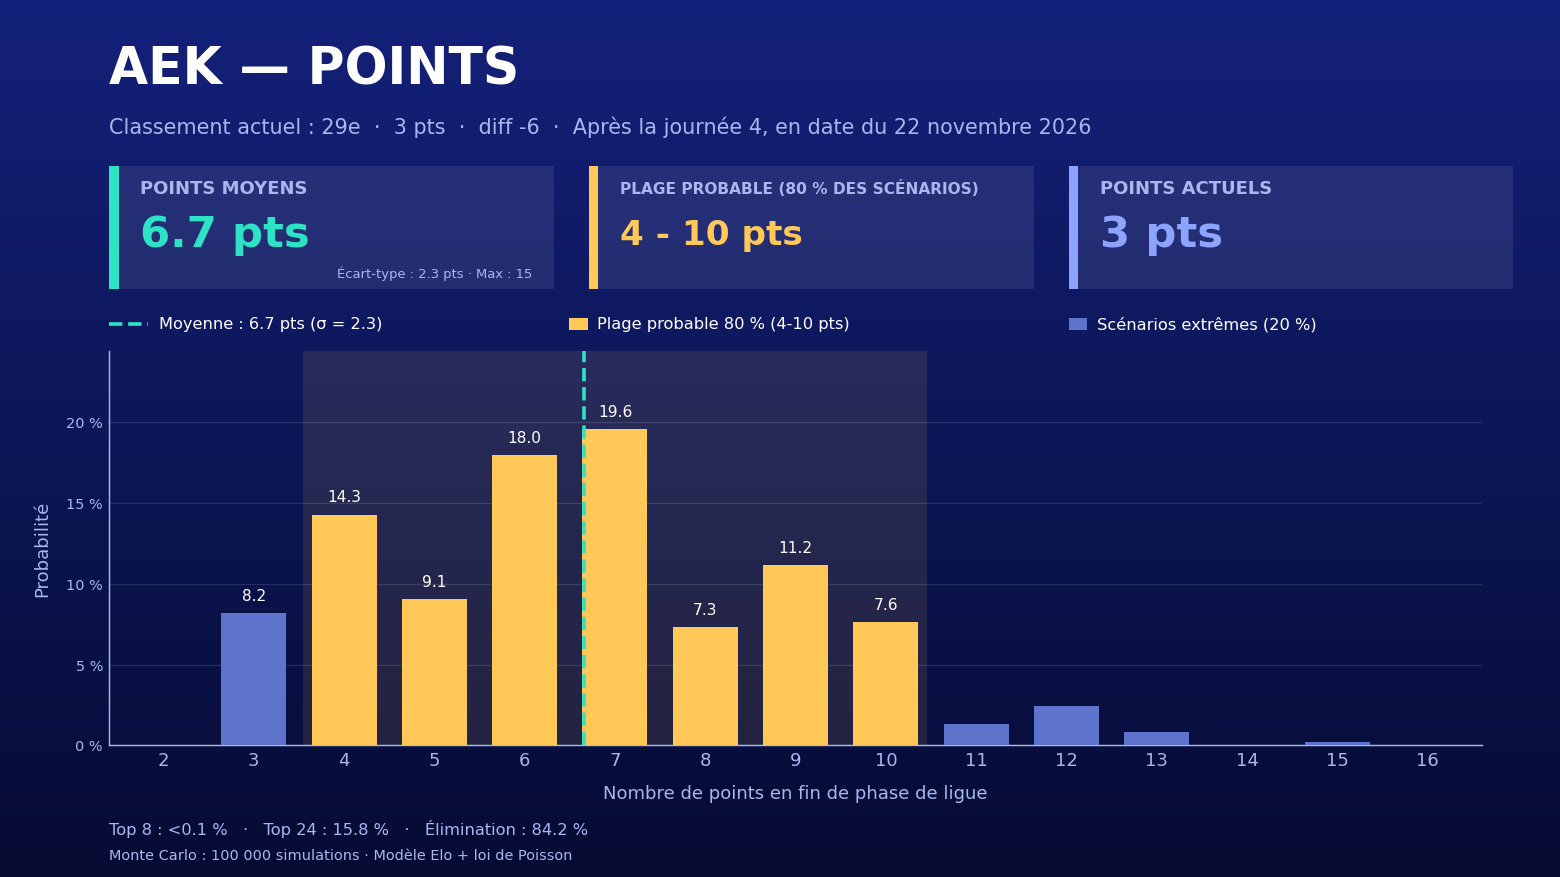 AEK — POINTS
Classement actuel : 29e · 3 pts · diff -6 · Après la journée 4, en date du 22 novembre 2026
POINTS MOYENS
6.7 pts
Écart-type : 2.3 pts · Max : 15
PLAGE PROBABLE (80 % DES SCÉNARIOS)
4 - 10 pts
POINTS ACTUELS
3 pts
Moyenne : 6.7 pts (σ = 2.3)
Plage probable 80 % (4-10 pts)
Scénarios extrêmes (20 %)
Probabilité
20 %
15 %
10 %
5 %
0 %
8.2
14.3
9.1
18.0
19.6
7.3
11.2
7.6
2 3 4 5 6 7 8 9 10 11 12 13 14 15 16
Nombre de points en fin de phase de ligue
Top 8 : <0.1 % · Top 24 : 15.8 % · Élimination : 84.2 %
Monte Carlo : 100 000 simulations · Modèle Elo + loi de Poisson